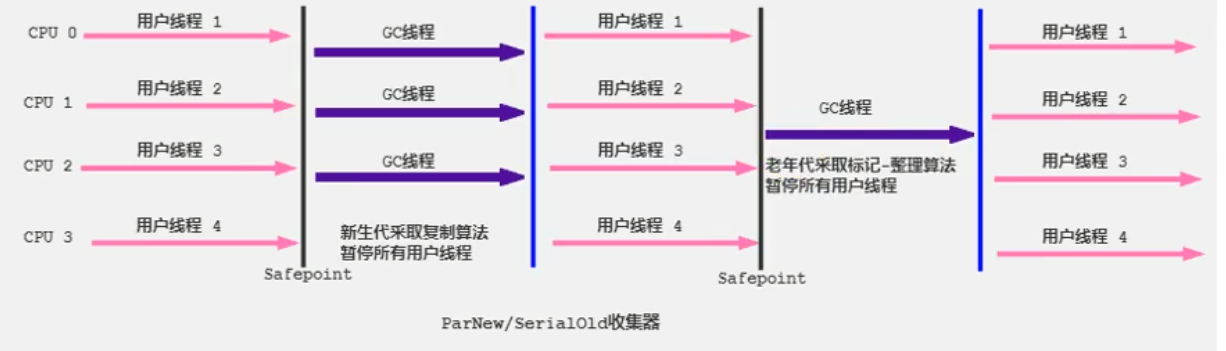 CPU 0
用户线程 1
GC线程
用户线程 1
用户线程 1
CPU 1
用户线程 2
GC线程
用户线程 2
GC线程
用户线程 2
CPU 2
用户线程 3
GC线程
用户线程 3
老年代采取标记-整理算法
暂停所有用户线程
用户线程 3
CPU 3
用户线程 4
新生代采取复制算法
暂停所有用户线程
用户线程 4
用户线程 4
Safepoint
Safepoint
ParNew/SerialOld收集器